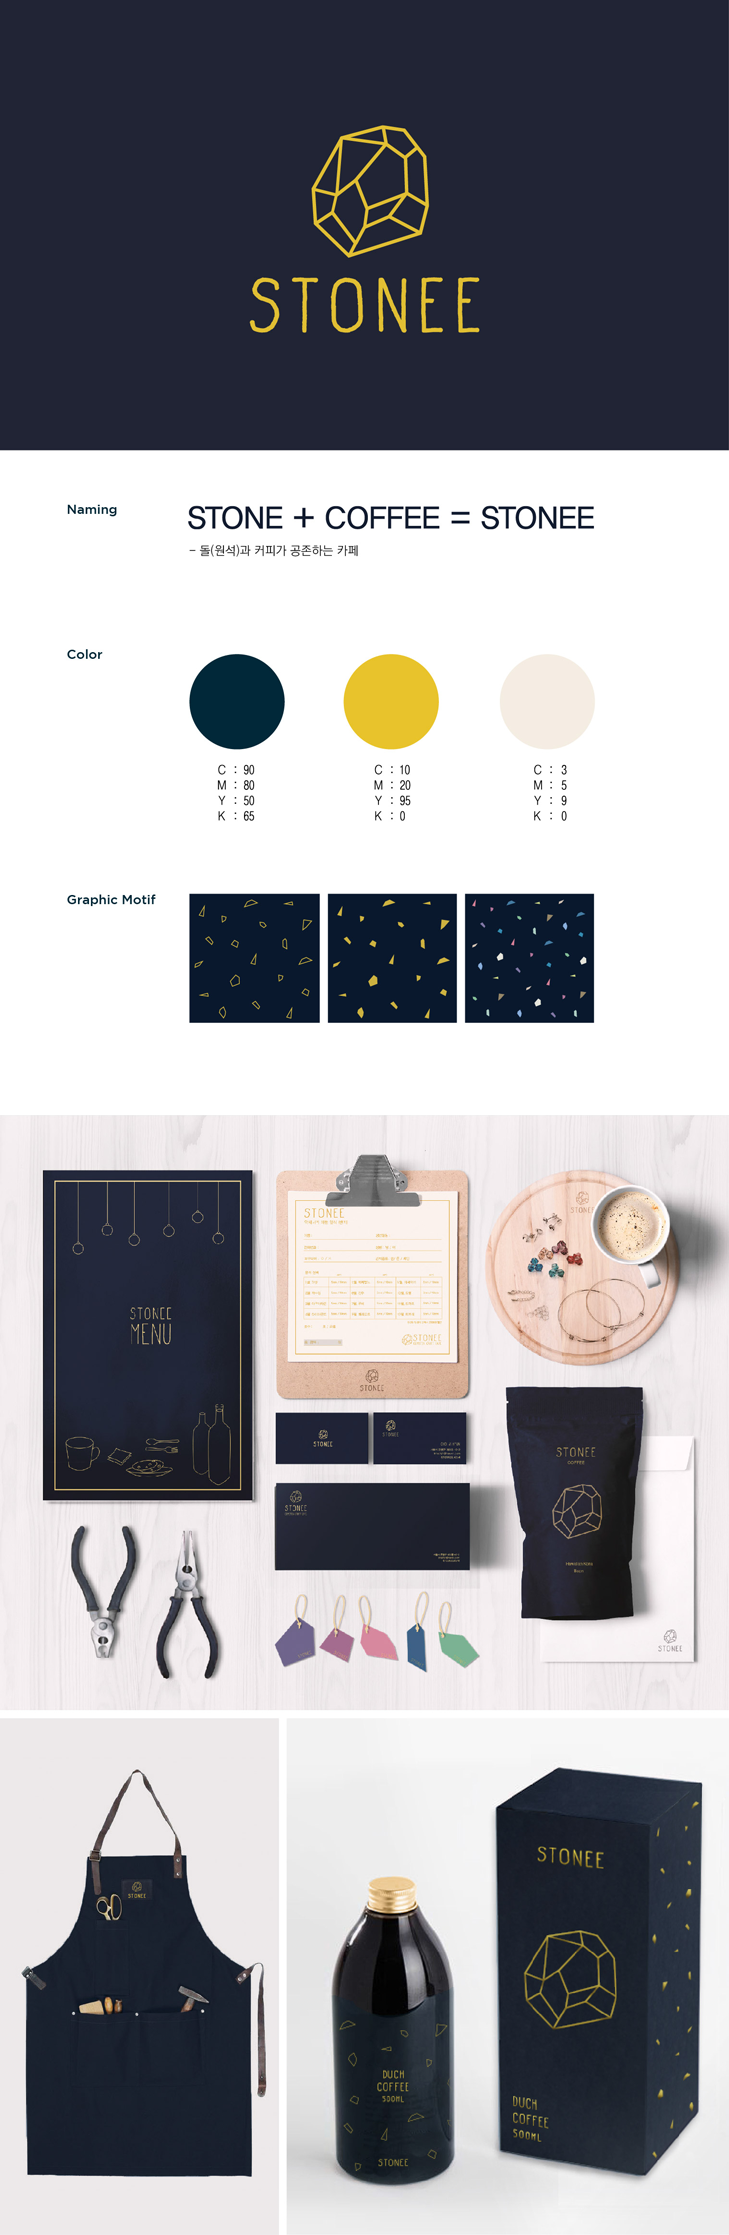 STONEE
Naming
STONE + COFFEE = STONEE
- 돌(원석)과 커피가 공존하는 카페
Color
C : 90
M : 80
Y : 50
K : 65
C : 10
M : 20
Y : 95
K : 0
C : 3
M : 5
Y : 9
K : 0
Graphic Motif
STONEE
MENU
STONEE
STONEE
STONEE
STONEE
STONEE
STONEE
STONEE
COFFEE
STONEE
STONEE
STONEE
DUCH
COFFEE
500ML
STONEE
DUCH
COFFEE
500ML
STONEE